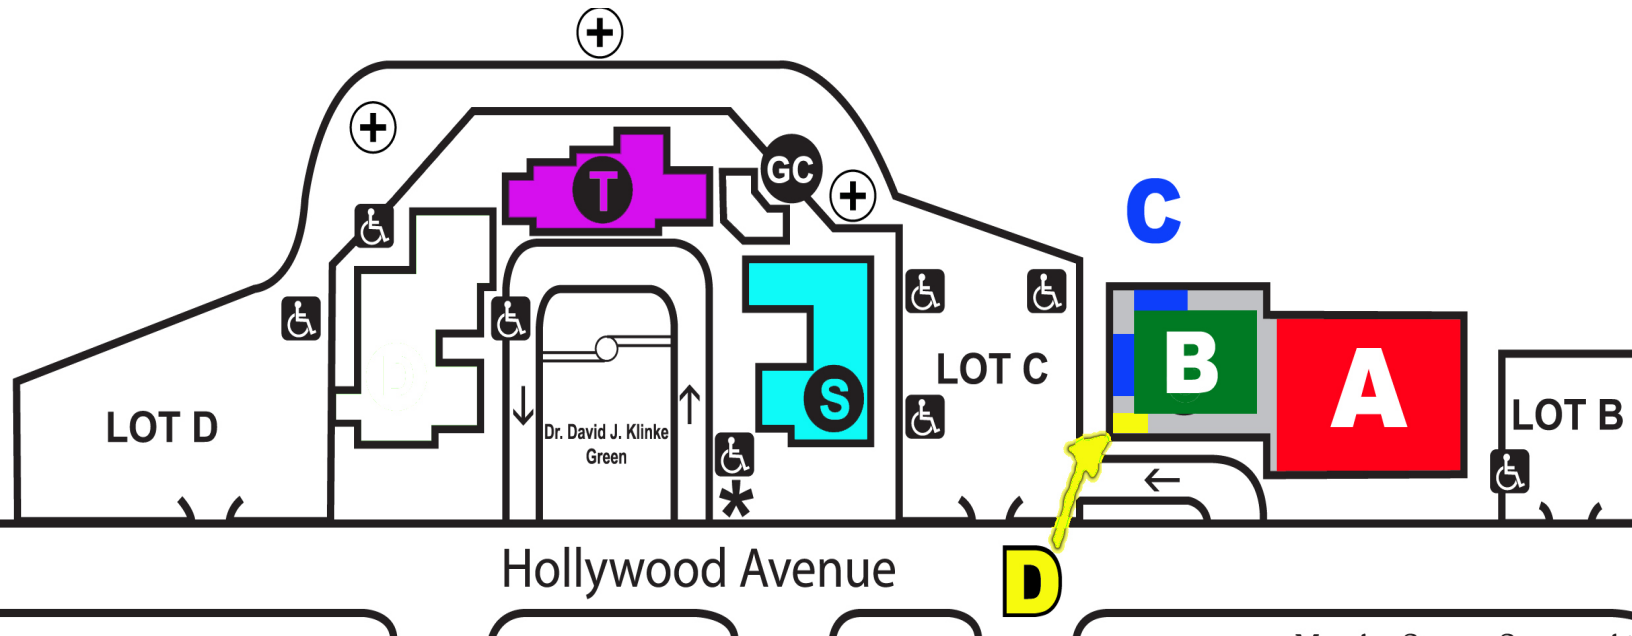 T
GC
C
LOT D
Dr. David J. Klinke
Green
S
LOT C
B
A
LOT B
*
Hollywood Avenue
D